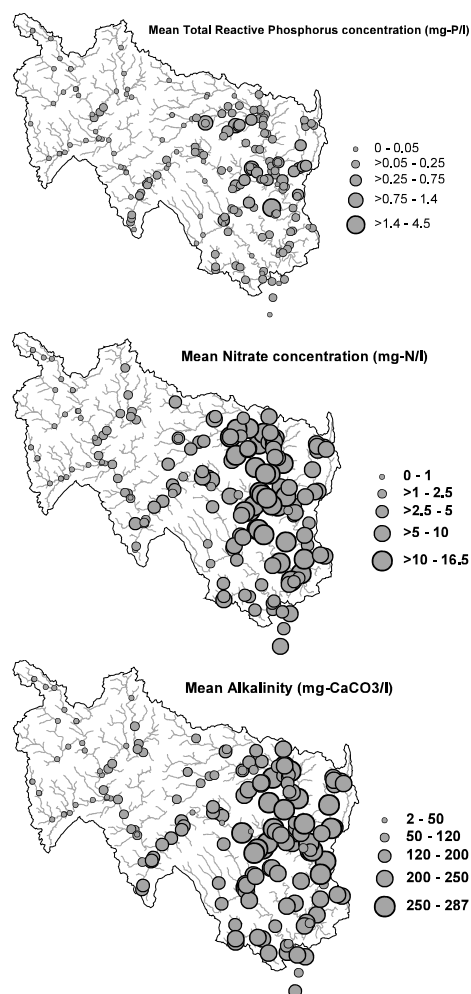 Mean Total Reactive Phosphorus concentration (mg-P/l)
0 - 0.05
>0.05 - 0.25
>0.25 - 0.75
>0.75 - 1.4
>1.4 - 4.5
Mean Nitrate concentration (mg-N/l)
0 - 1
>1 - 2.5
>2.5 - 5
>5 - 10
>10 - 16.5
Mean Alkalinity (mg-CaCO3/l)
2 - 50
50 - 120
120 - 200
200 - 250
250 - 287